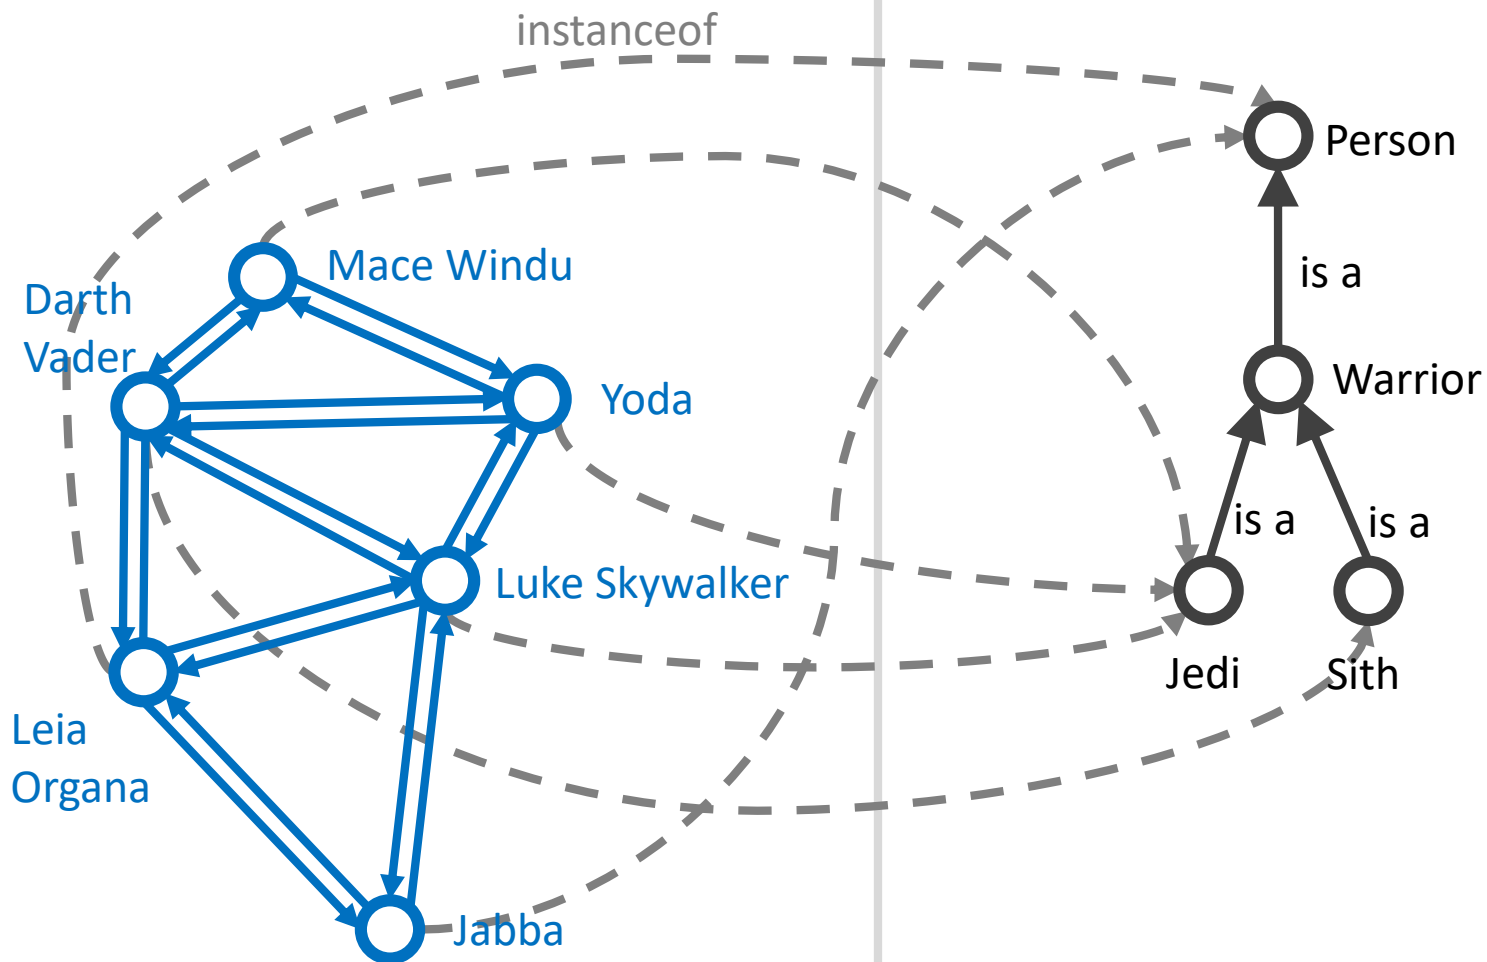 instanceof
Person
Mace Windu
is a
Darth
Vader
Warrior
Yoda
is a
is a
Luke Skywalker
Jedi
Sith
Leia
Organa
Jabba